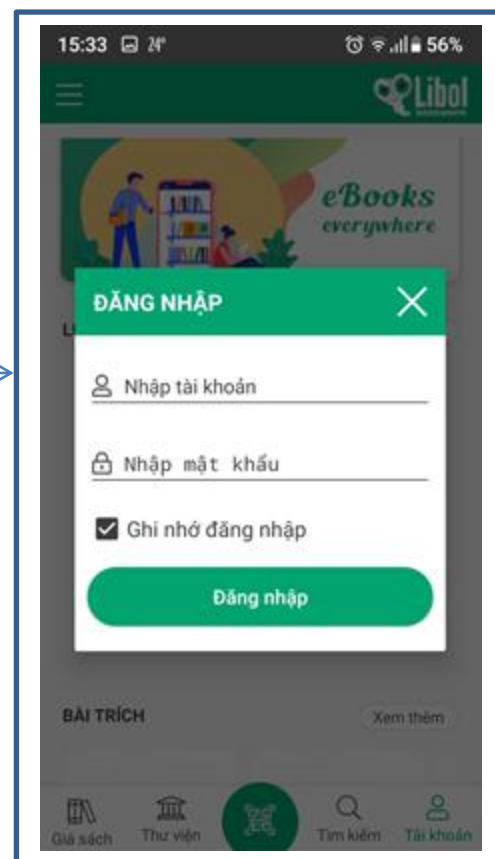 15:33 24° 56%
Libol
eBooks
everywhere
ĐĂNG NHẬP
Nhập tài khoản
Nhập mật khẩu
Ghi nhớ đăng nhập
Đăng nhập
BÀI TRÍCH Xem thêm
Giá sách Thư viện Tìm kiếm Tài khoản